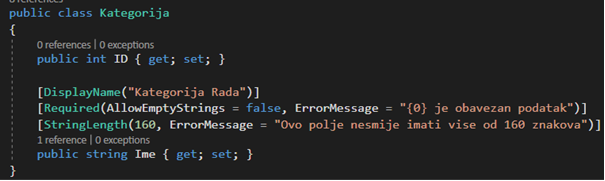 0 references
public class Kategorija
{
0 references | 0 exceptions
public int ID { get; set; }
[DisplayName("Kategorija Rada")]
[Required(AllowEmptyStrings = false, ErrorMessage = "{0} je obavezan podatak")]
[StringLength(160, ErrorMessage = "Ovo polje nesmije imati vise od 160 znakova")]
1 reference | 0 exceptions
public string Ime { get; set; }
}